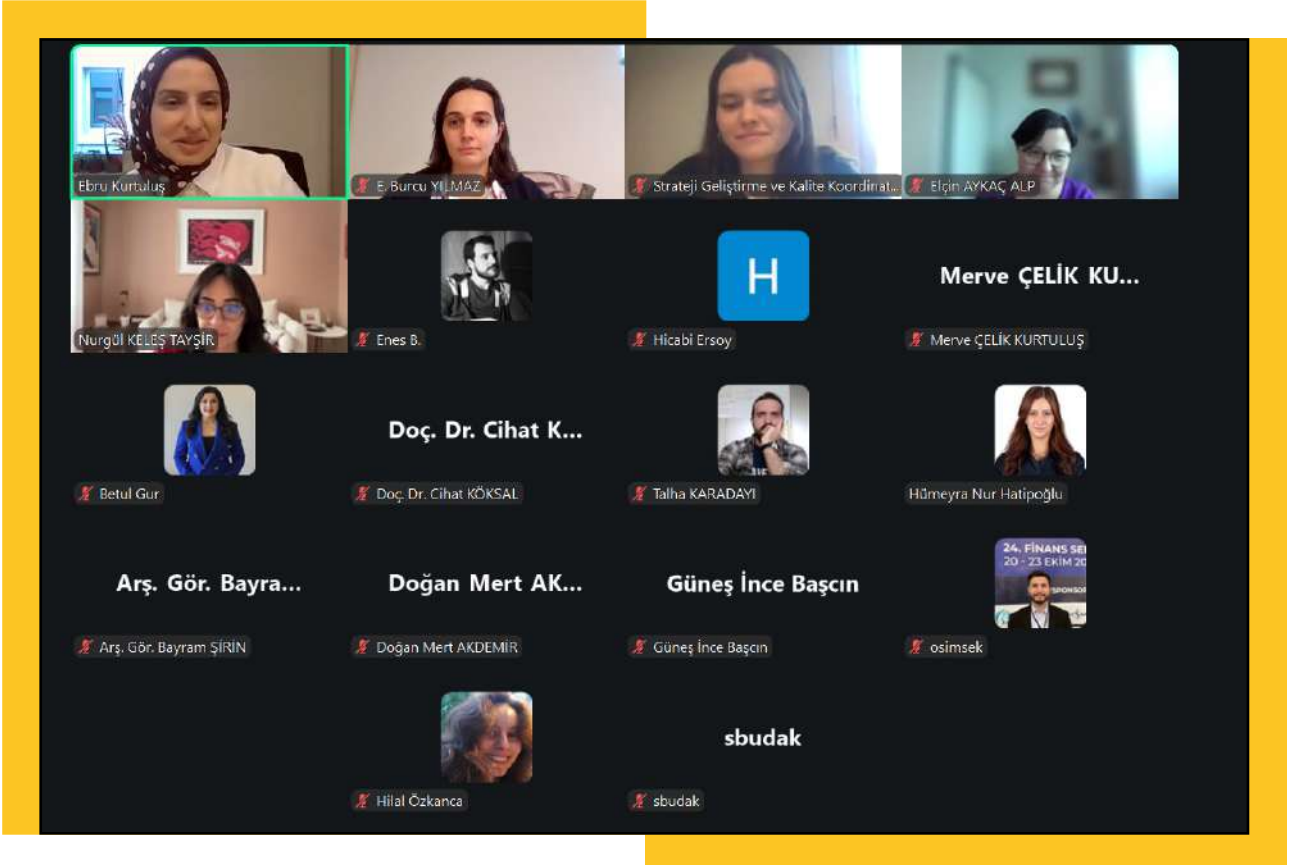 Ebru Kurtuluş
E. Burcu YILMAZ
Strateji Geliştirme ve Kalite Koordinat...
Elçin AYKAÇ ALP
Nurgül KELEŞ TAYŞİR
Enes B.
H
Hicabi Ersoy
Merve ÇELİK KU...
Merve ÇELİK KURTULUŞ
Betul Gur
Doç. Dr. Cihat K...
Doç. Dr. Cihat KÖKSAL
Talha KARADAYI
Hümeyra Nur Hatipoğlu
Arş. Gör. Bayra...
Arş. Gör. Bayram ŞİRİN
Doğan Mert AK...
Doğan Mert AKDEMİR
Güneş İnce Başcın
Güneş İnce Başcın
24. FİNANS SE
20 - 23 EKİM 20
SPONSOR
osimsek
Hilal Özkanca
sbudak
sbudak